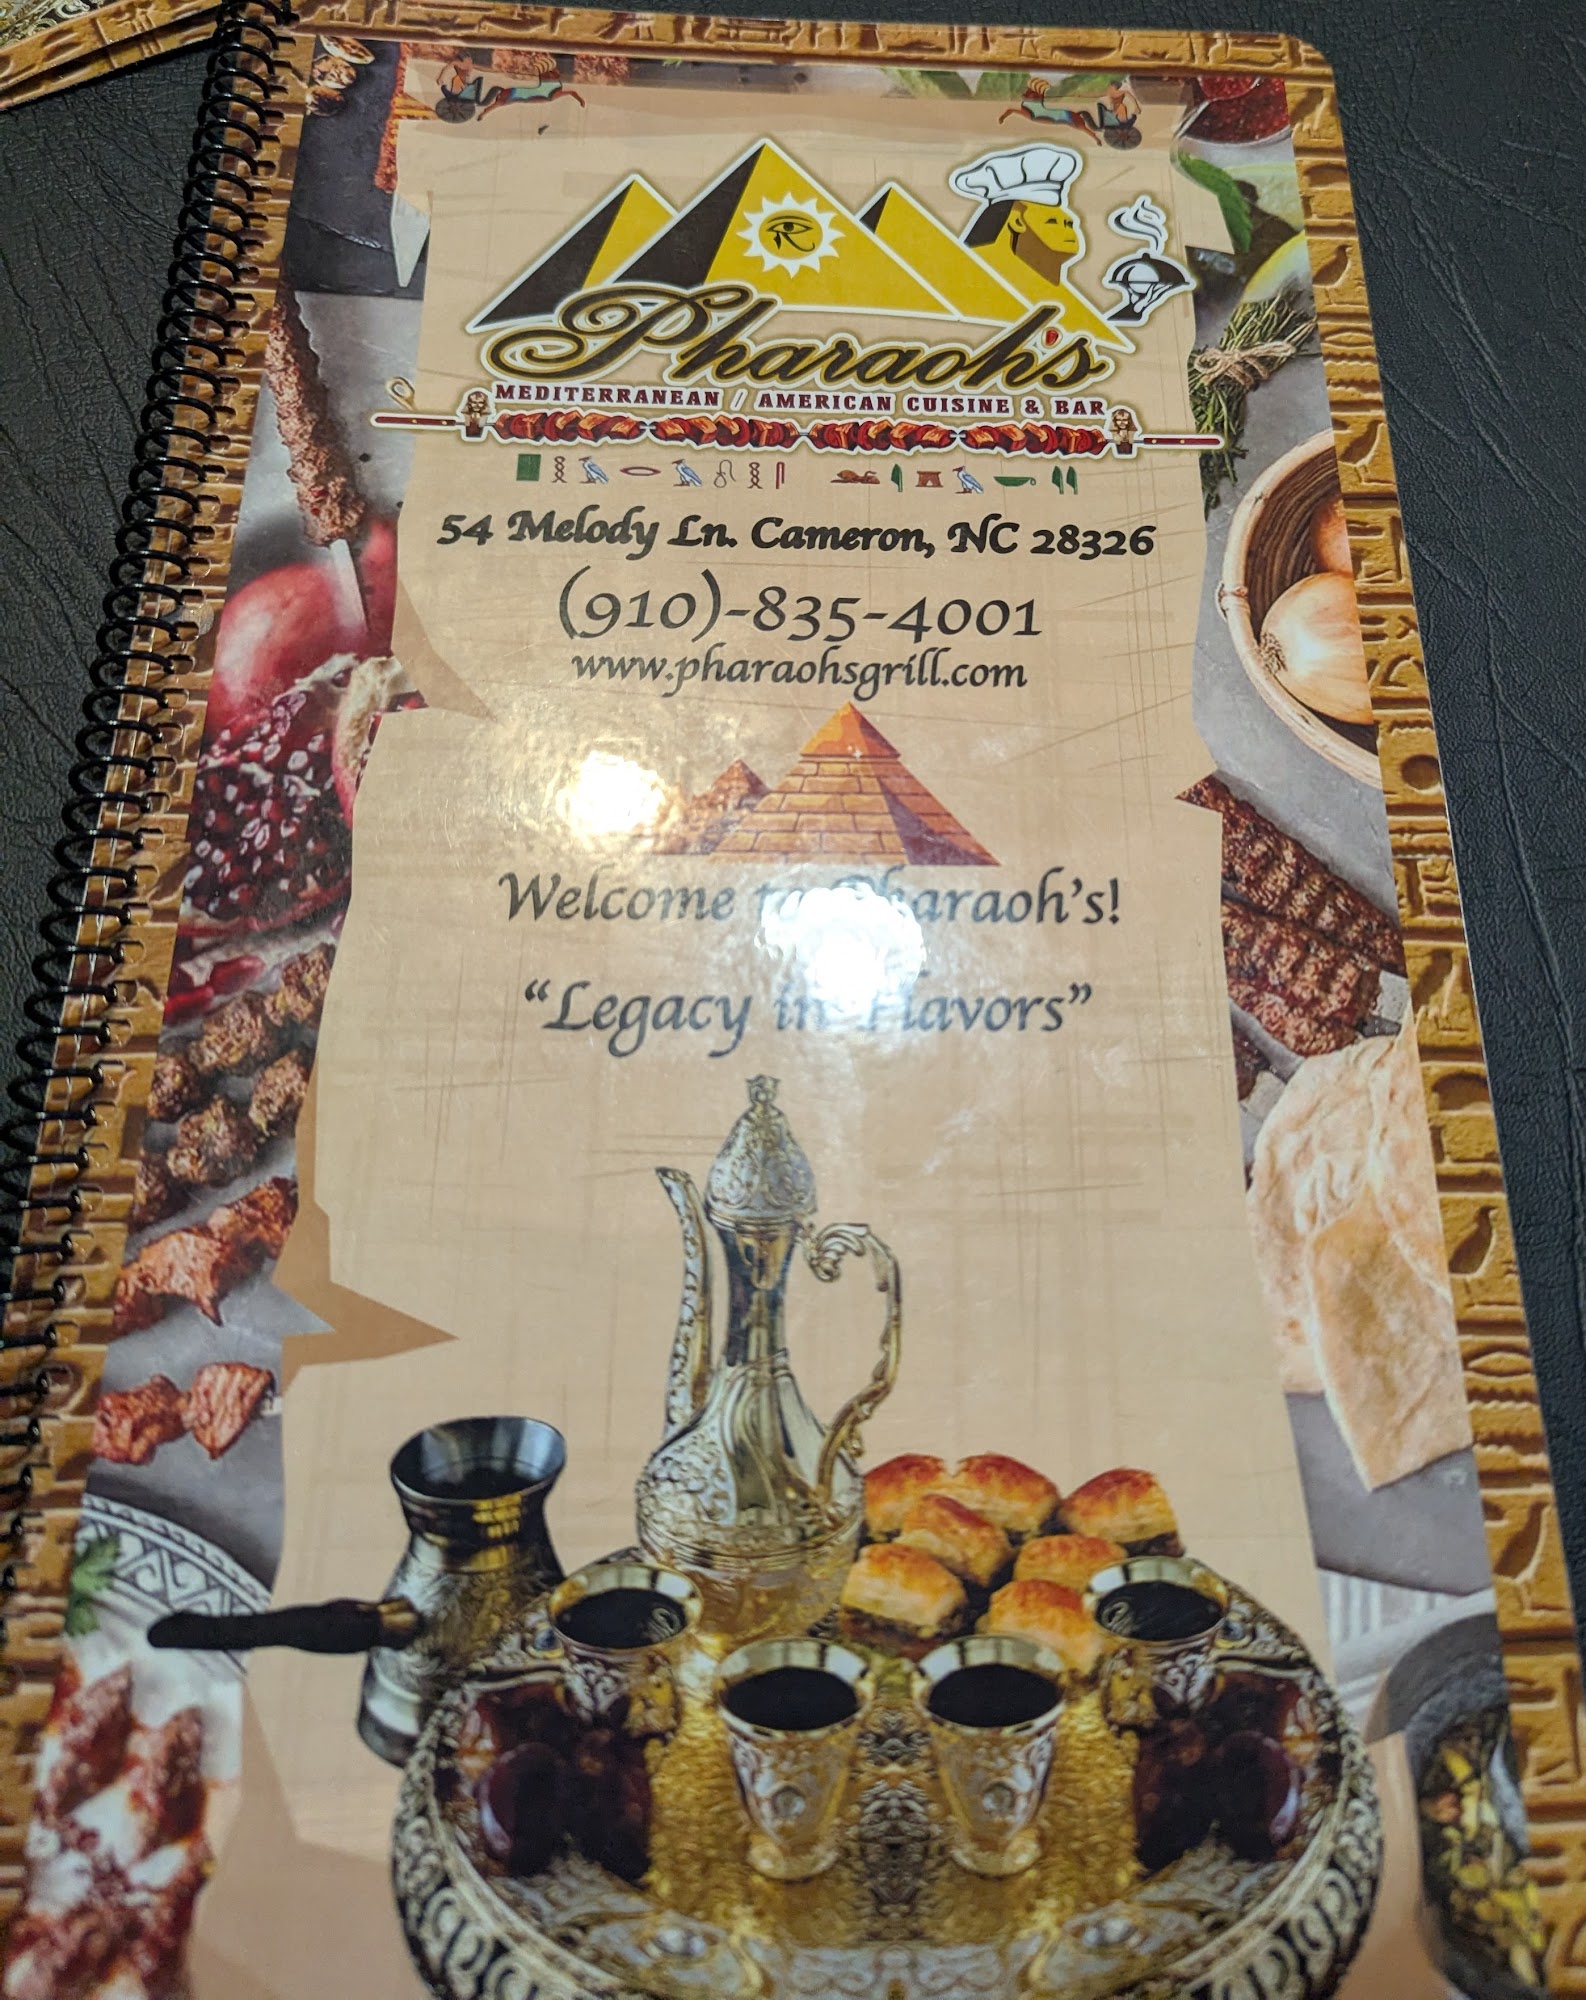 Pharaoh's
MEDITERRANEAN / AMERICAN CUISINE & BAR
54 Melody Ln. Cameron, NC 28326
(910)-835-4001
www.pharaohsgrill.com
Welcome to Pharaoh's!
"Legacy in Flavors"